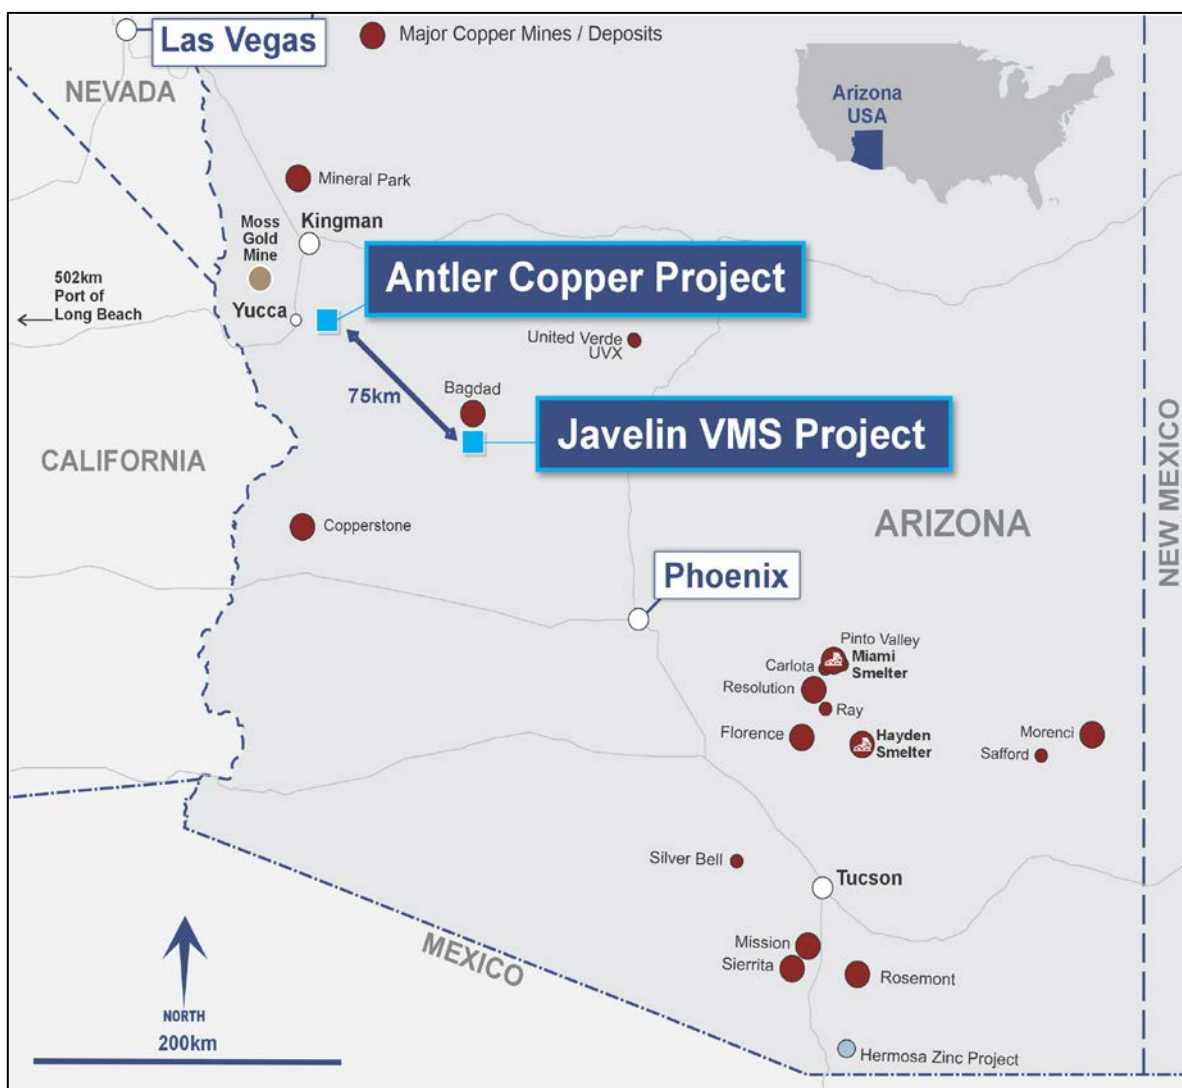 Las Vegas
Major Copper Mines / Deposits
NEVADA
Arizona
USA
Mineral Park
Kingman
Moss
Gold
Mine
Antler Copper Project
502km
Port of
Long Beach
Yucca
United Verde
UVX
75km
Bagdad
Javelin VMS Project
CALIFORNIA
NEW MEXICO
Copperstone
ARIZONA
Phoenix
Pinto Valley
Miami
Smelter
Carlota
Resolution
Ray
Florence
Hayden
Smelter
Morenci
Safford
Silver Bell
Tucson
MEXICO
Mission
Sierrita
Rosemont
NORTH
200km
Hermosa Zinc Project